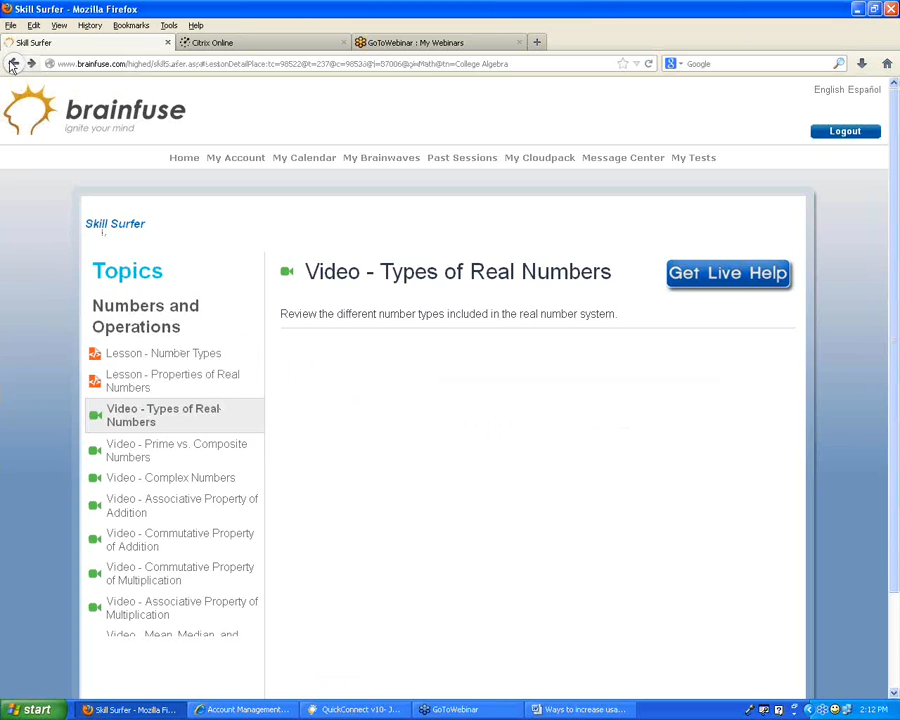 Skill Surfer - Mozilla Firefox
File Edit View History Bookmarks Tools Help
Skill Surfer × Citrix Online × GoToWebinar : My Webinars × +
Google
English Español
brainfuse
ignite your mind
Logout
Home My Account My Calendar My Brainwaves Past Sessions My Cloudpack Message Center My Tests
Skill Surfer
Topics
Numbers and
Operations
Lesson - Number Types
Lesson - Properties of Real
Numbers
Video - Types of Real
Numbers
Video - Prime vs. Composite
Numbers
Video - Complex Numbers
Video - Associative Property of
Addition
Video - Commutative Property
of Addition
Video - Commutative Property
of Multiplication
Video - Associative Property of
Multiplication
Video - Mean, Median, and
Video - Types of Real Numbers
Get Live Help
Review the different number types included in the real number system.
start Skill Surfer - Mozilla Fi... Account Management... QuickConnect v10- J... GoToWebinar Ways to increase usa... 2:12 PM